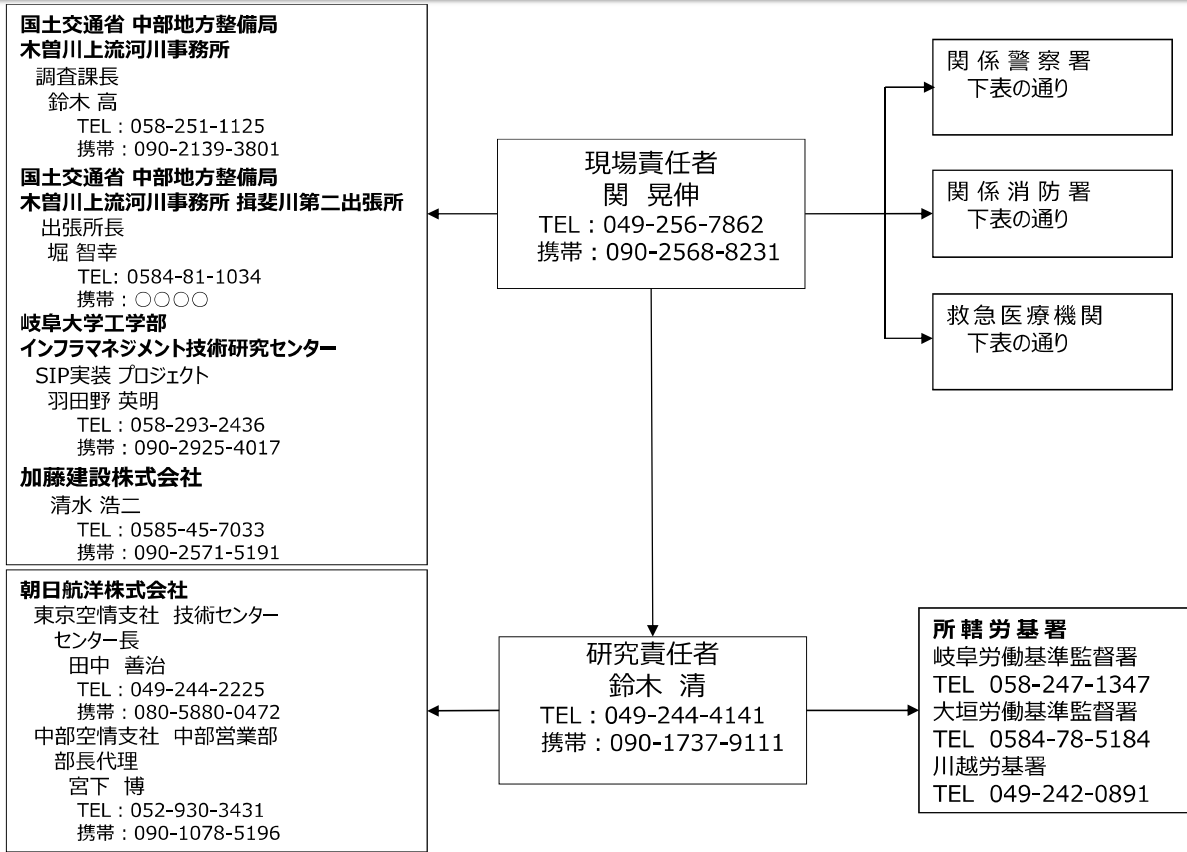 国土交通省 中部地方整備局
木曽川上流河川事務所
調査課長
鈴木 高
TEL：058-251-1125
携帯：090-2139-3801
国土交通省 中部地方整備局
木曽川上流河川事務所 揖斐川第二出張所
出張所長
堀 智幸
TEL: 0584-81-1034
携帯：○○○○
岐阜大学工学部
インフラマネジメント技術研究センター
SIP実装 プロジェクト
羽田野 英明
TEL：058-293-2436
携帯：090-2925-4017
加藤建設株式会社
清水 浩二
TEL：0585-45-7033
携帯：090-2571-5191
現場責任者
関 晃伸
TEL：049-256-7862
携帯：090-2568-8231
関係警察署
下表の通り
関係消防署
下表の通り
救急医療機関
下表の通り
朝日航洋株式会社
東京空情支社 技術センター
センター長
田中 善治
TEL：049-244-2225
携帯：080-5880-0472
中部空情支社 中部営業部
部長代理
宮下 博
TEL：052-930-3431
携帯：090-1078-5196
研究責任者
鈴木 清
TEL：049-244-4141
携帯：090-1737-9111
所轄労基署
岐阜労働基準監督署
TEL 058-247-1347
大垣労働基準監督署
TEL 0584-78-5184
川越労基署
TEL 049-242-0891